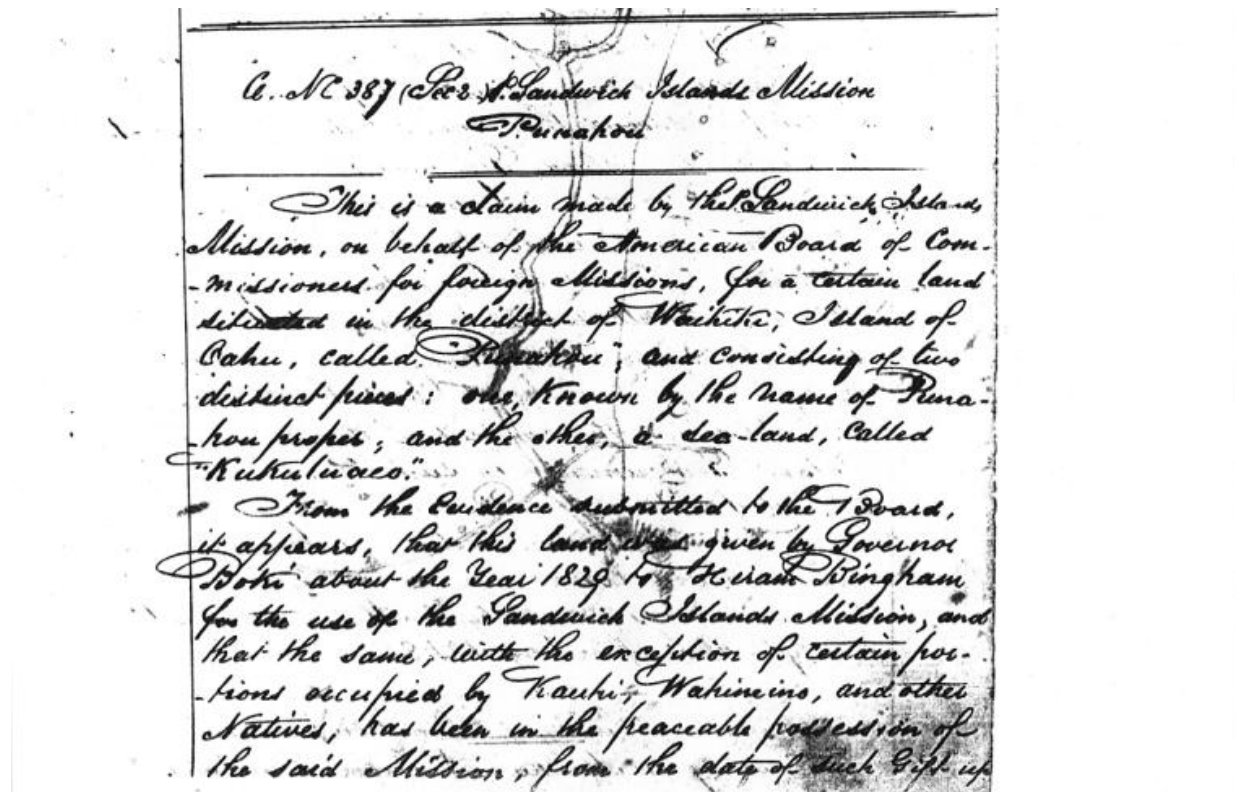 C. No 387 (Sec 2.) P. Sandwich Islands Mission
Punahou
This is a claim made by the Sandwich Islands
Mission, on behalf of the American Board of Com-
-missioners for foreign Missions, for a certain land
situated in the district of Waikiki, Island of
Oahu, called "Punahou", and consisting of two
distinct pieces: one, Known by the name of Puna-
-hou proper, and the other, a sea-land, called
"Kukuluaeo."
From the Evidence submitted to the Board,
it appears, that this land was given by Governor
Boki about the Year 1829 to Hiram Bingham
for the use of the Sandwich Islands Mission, and
that the same, with the exception of certain por-
-tions occupied by Kauhi, Wahineino, and other
Natives, has been in the peaceable possession of
the said Mission, from the date of such Gift up